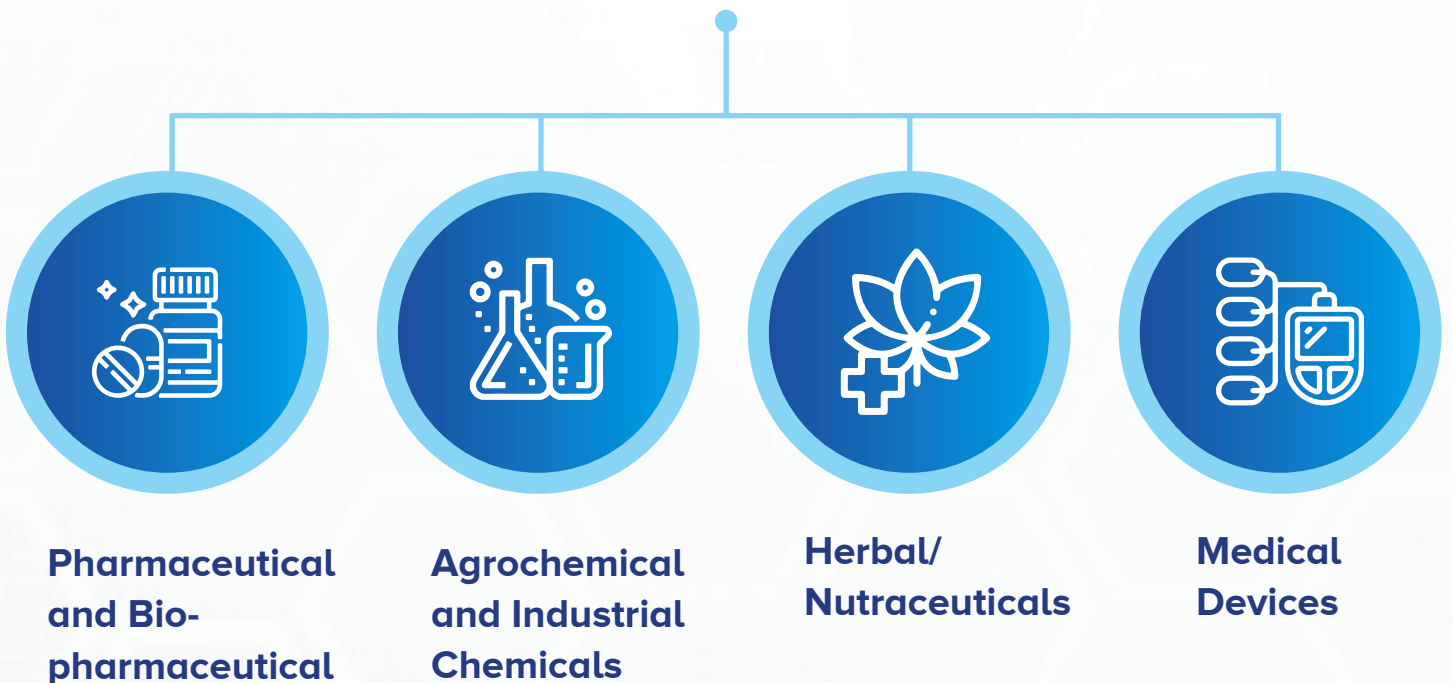 Pharmaceutical
and Bio-
pharmaceutical
Agrochemical
and Industrial
Chemicals
Herbal/
Nutraceuticals
Medical
Devices